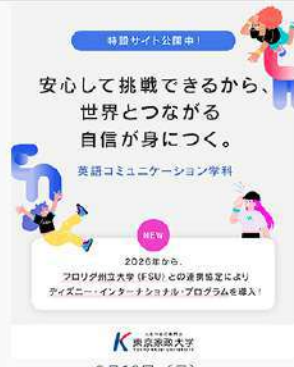 特設サイト公開中!
安心して挑戦できるから、
世界とつながる
自信が身につく。
英語コミュニケーション学科
NEW
2026年から、
フロリダ州立大学(FSU)との連携協定により
ディズニー・インターナショナル・プログラムを導入!
東京家政大学